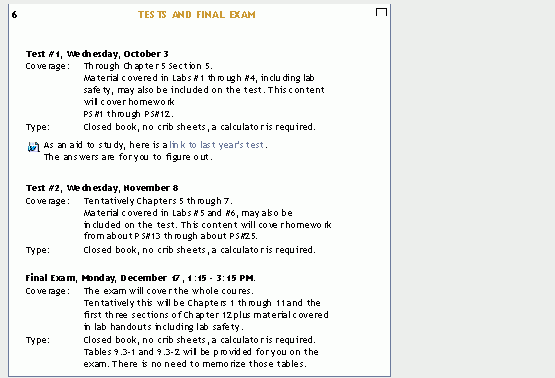 6
TESTS AND FINAL EXAM
Test #1, Wednesday, October 3
Coverage: Through Chapter 5 Section 5.
Material covered in Labs #1 through #4, including lab
safety, may also be included on the test. This content
will cover homework
PS#1 through PS#12.
Type: Closed book, no crib sheets, a calculator is required.
As an aid to study, here is a link to last year's test.
The answers are for you to figure out.
Test #2, Wednesday, November 8
Coverage: Tentatively Chapters 5 through 7.
Material covered in Labs #5 and #6, may also be
included on the test. This content will cover homework
from about PS#13 through about PS#25.
Type: Closed book, no crib sheets, a calculator is required.
Final Exam, Monday, December 17, 1:15 - 3:15 PM.
Coverage: The exam will cover the whole coures.
Tentatively this will be Chapters 1 through 11 and the
first three sections of Chapter 12 plus material covered
in lab handouts including lab safety.
Type: Closed book, no crib sheets, a calculator is required.
Tables 9.3-1 and 9.3-2 will be provided for you on the
exam. There is no need to memorize those tables.